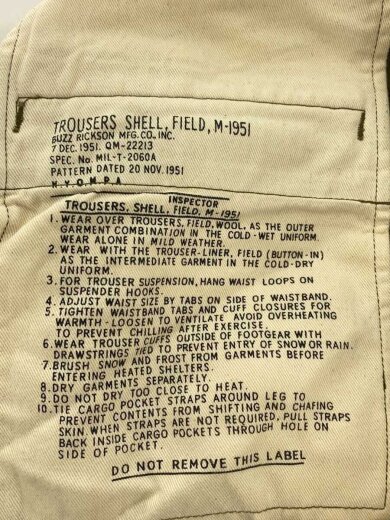 TROUSERS SHELL, FIELD, M-1951
BUZZ RICKSON MFG. CO., INC.
7 DEC. 1951. QM-22213
SPEC. No. MIL-T-2060A
PATTERN DATED 20 NOV. 1951
N.Y.Q.M.P.A.
INSPECTOR
TROUSERS. SHELL. FIELD, M-1951
1. WEAR OVER TROUSERS, FIELD, WOOL, AS THE OUTER
GARMENT COMBINATION IN THE COLD-WET UNIFORM.
WEAR ALONE IN MILD WEATHER.
2. WEAR WITH THE TROUSER-LINER, FIELD (BUTTON-IN)
AS THE INTERMEDIATE GARMENT IN THE COLD-DRY
UNIFORM.
3. FOR TROUSER SUSPENSION, HANG WAIST LOOPS ON
SUSPENDER HOOKS.
4. ADJUST WAIST SIZE BY TABS ON SIDE OF WAISTBAND.
5. TIGHTEN WAISTBAND TABS AND CUFF CLOSURES FOR
WARMTH - LOOSEN TO VENTILATE AVOID OVERHEATING
TO PREVENT CHILLING AFTER EXERCISE.
6. WEAR TROUSER CUFFS OUTSIDE OF FOOTGEAR WITH
DRAWSTRINGS TIED TO PREVENT ENTRY OF SNOW OR RAIN.
7. BRUSH SNOW AND FROST FROM GARMENTS BEFORE
ENTERING HEATED SHELTERS.
8. DRY GARMENTS SEPARATELY.
9. DO NOT DRY TOO CLOSE TO HEAT.
10. TIE CARGO POCKET STRAPS AROUND LEG TO
PREVENT CONTENTS FROM SHIFTING AND CHAFING
SKIN. WHEN STRAPS ARE NOT REQUIRED, PULL STRAPS
BACK INSIDE CARGO POCKETS THROUGH HOLE ON
SIDE OF POCKET.
DO NOT REMOVE THIS LABEL